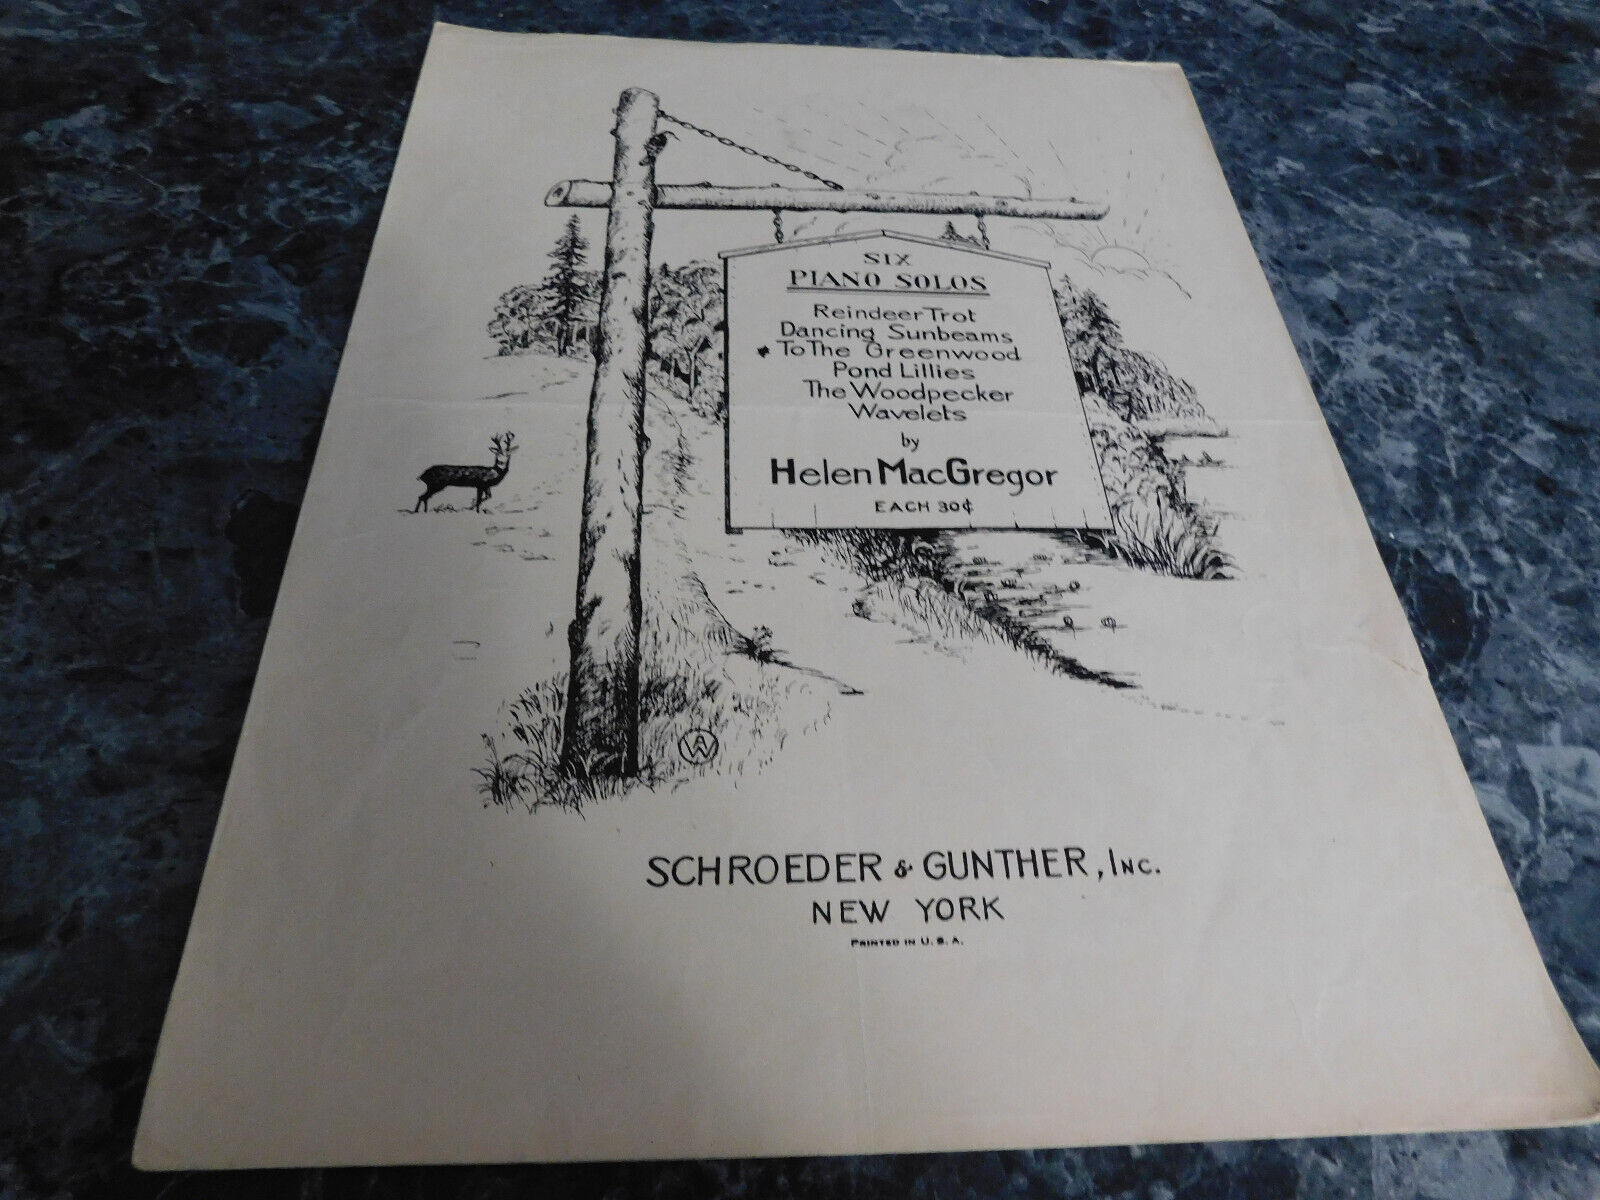 SIX
PIANO SOLOS
Reindeer Trot
Dancing Sunbeams
* To The Greenwood
Pond Lillies
The Woodpecker
Wavelets
by
Helen MacGregor
EACH 30¢
AW
SCHROEDER & GUNTHER, INC.
NEW YORK
PRINTED IN U. S. A.